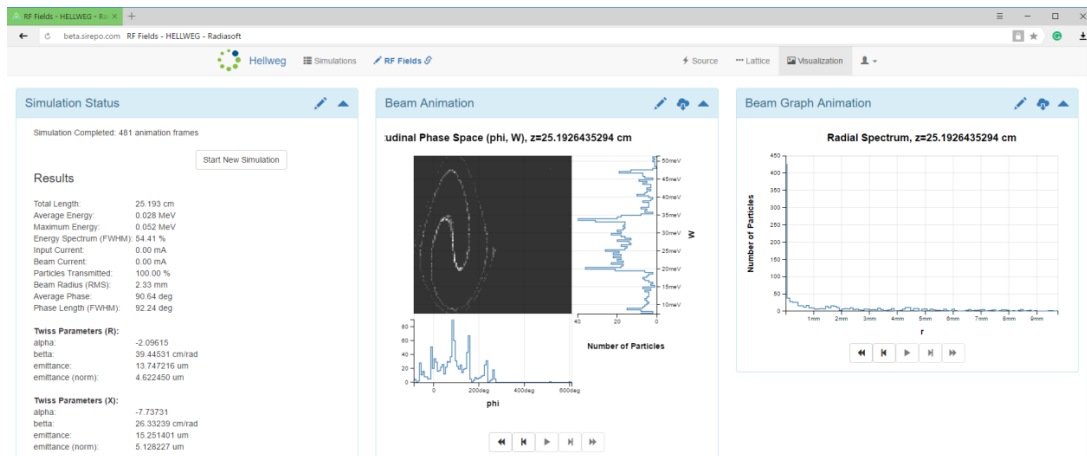 RF Fields - HELLWEG - Ra
beta.sirepo.com RF Fields - HELLWEG - Radiasoft
Hellweg Simulations RF Fields Source Lattice Visualization
Simulation Status
Simulation Completed: 481 animation frames
Start New Simulation
Results
Total Length: 25.193 cm
Average Energy: 0.028 MeV
Maximum Energy: 0.052 MeV
Energy Spectrum (FWHM): 54.41 %
Input Current: 0.00 mA
Beam Current: 0.00 mA
Particles Transmitted: 100.00 %
Beam Radius (RMS): 2.33 mm
Average Phase: 90.64 deg
Phase Length (FWHM): 92.24 deg
Twiss Parameters (R):
alpha: -2.09615
betta: 39.44531 cm/rad
emittance: 13.747216 um
emittance (norm): 4.622450 um
Twiss Parameters (X):
alpha: -7.73731
betta: 26.33239 cm/rad
emittance: 15.251401 um
emittance (norm): 5.128227 um
Beam Animation
tudinal Phase Space (phi, W), z=25.1926435294 cm
50meV
45meV
40meV
35meV
30meV
25meV
20meV
15meV
10meV
W
40 20 0
Number of Particles
80
60
40
20
0
0 200deg 400deg 600deg
phi
Beam Graph Animation
Radial Spectrum, z=25.1926435294 cm
Number of Particles
450
400
350
300
250
200
150
100
50
0
1mm 2mm 3mm 4mm 5mm 6mm 7mm 8mm 9mm
r